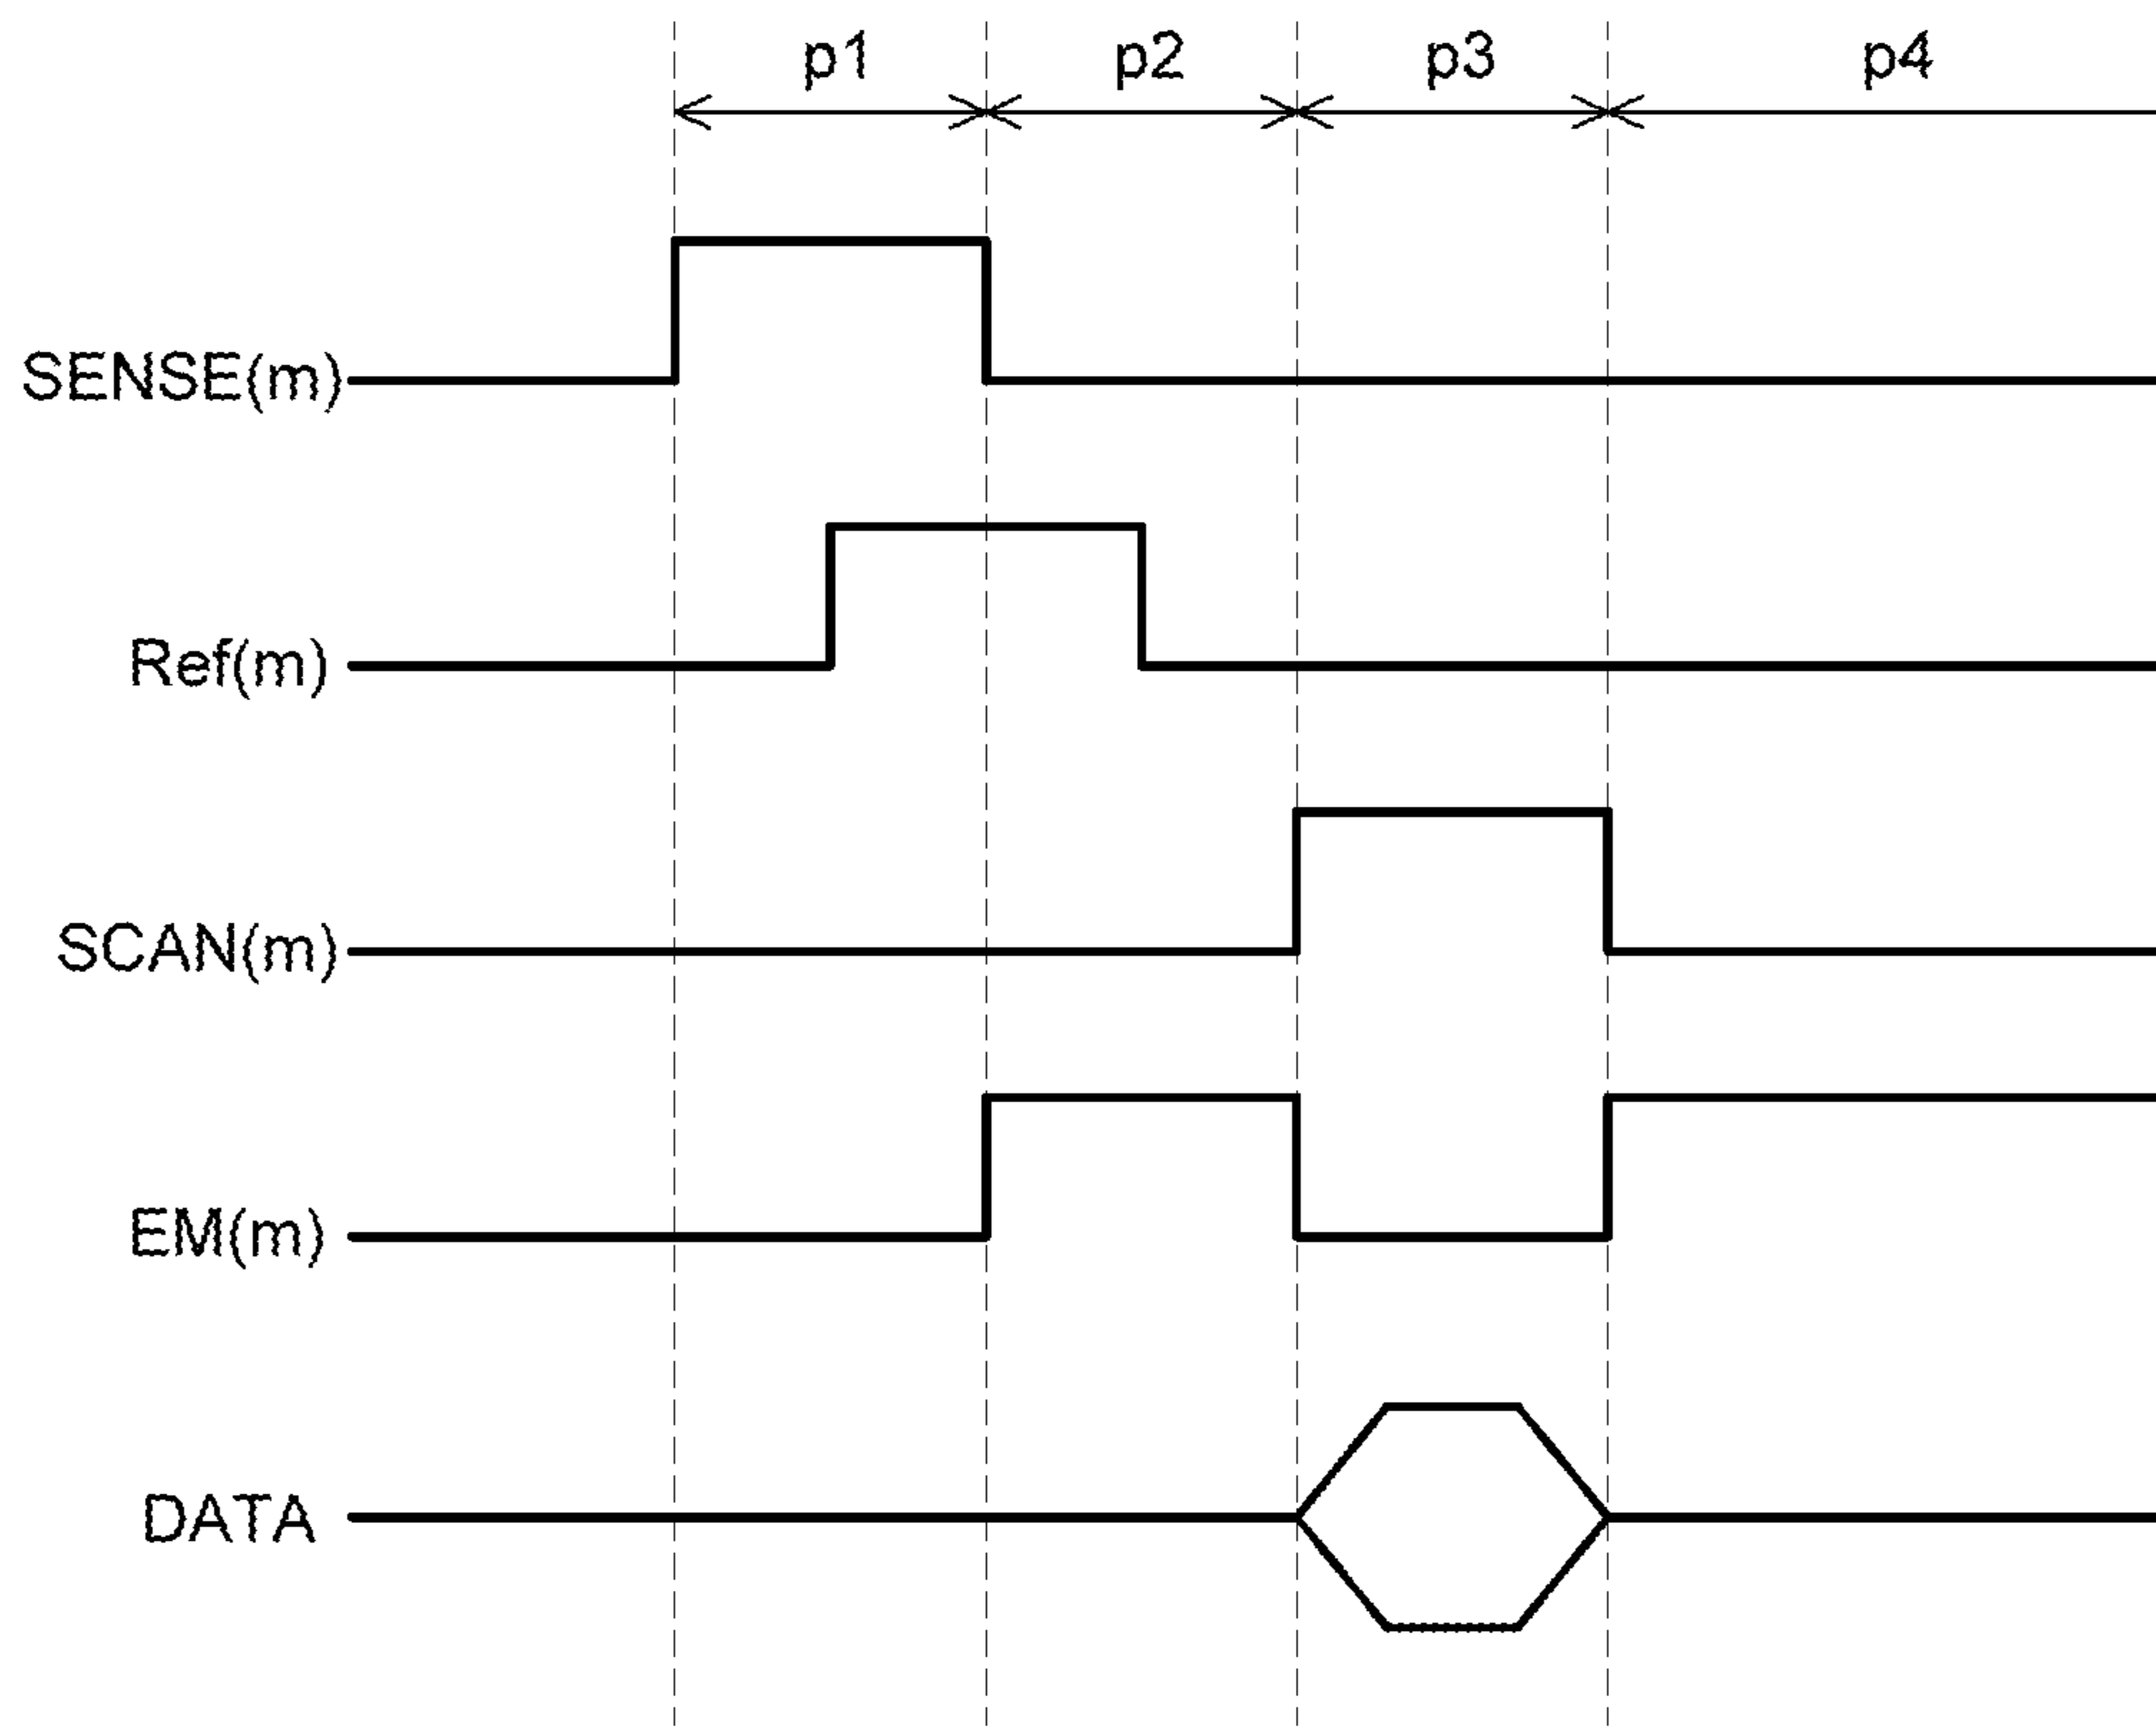 p1 p2 p3 p4
SENSE(m)
Ref(m)
SCAN(m)
EM(m)
DATA